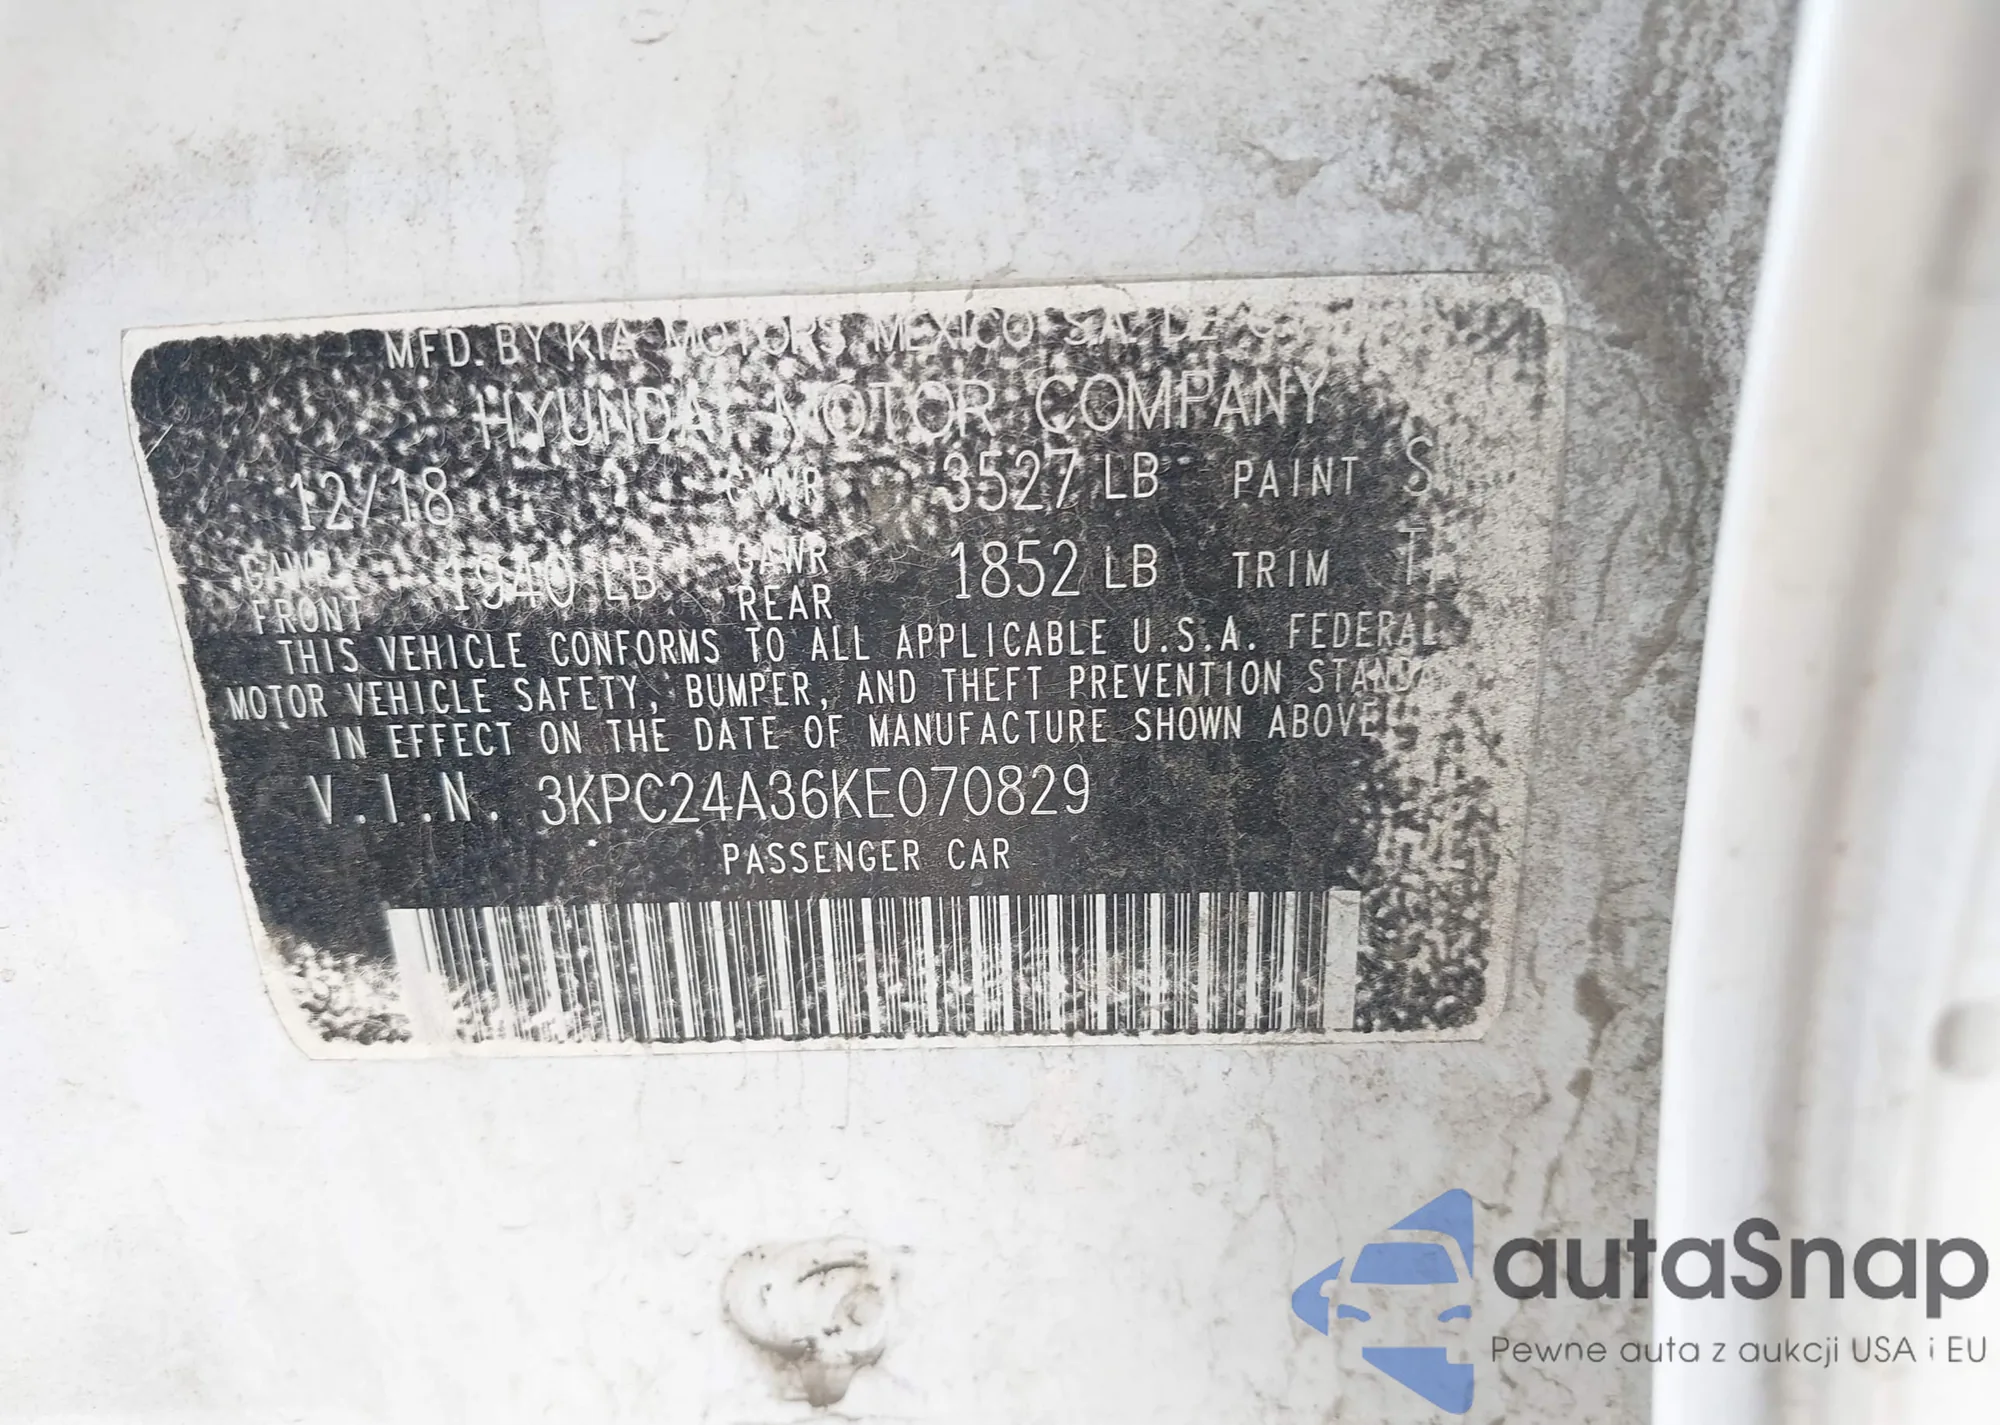 MFD. BY KIA MOTORS MEXICO S.A. DE
HYUNDAI MOTOR COMPANY
12/18 GVWR 3527 LB PAINT S
GAWR FRONT 1940 LB GAWR REAR 1852 LB TRIM T
THIS VEHICLE CONFORMS TO ALL APPLICABLE U.S.A. FEDERAL
MOTOR VEHICLE SAFETY, BUMPER, AND THEFT PREVENTION STANDA
IN EFFECT ON THE DATE OF MANUFACTURE SHOWN ABOVE
V.I.N. 3KPC24A36KE070829
PASSENGER CAR
autaSnap
Pewne auta z aukcji USA i EU